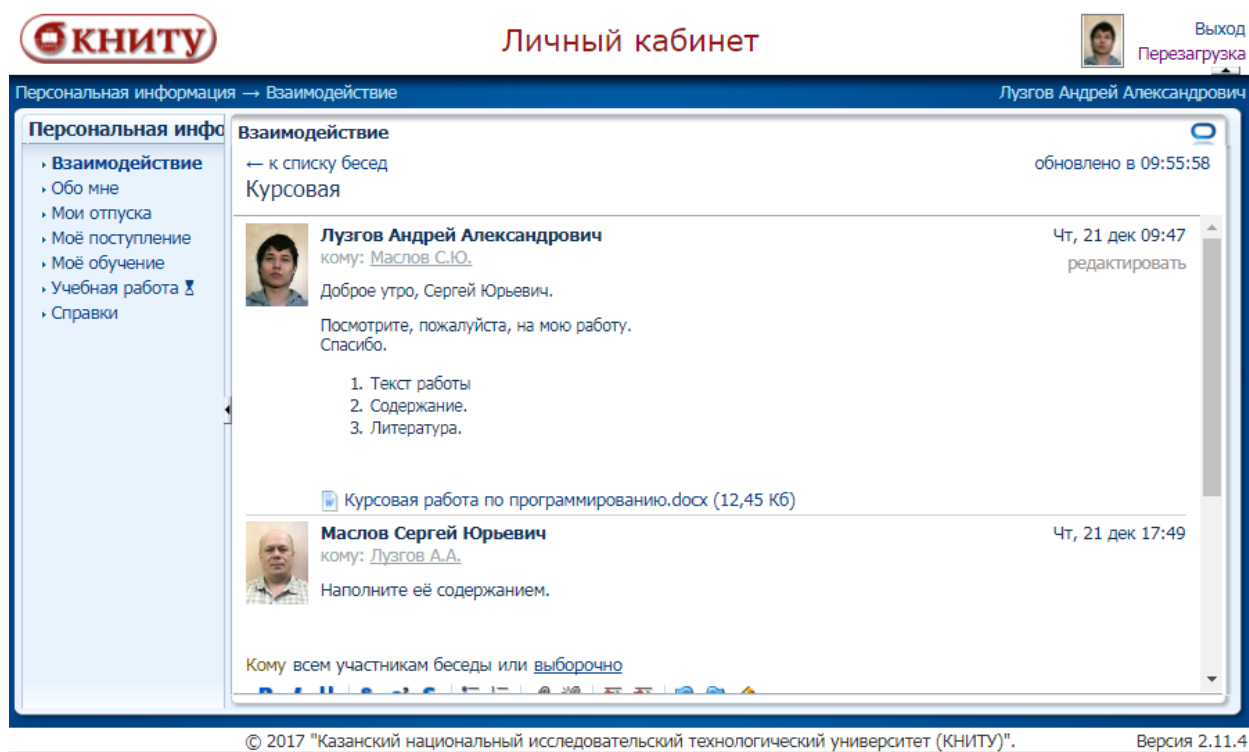 КНИТУ
Личный кабинет
Выход
Перезагрузка
Персональная информация → Взаимодействие
Лузгов Андрей Александрович
Персональная инфо
Взаимодействие
Обо мне
Мои отпуска
Моё поступление
Моё обучение
Учебная работа
Справки
Взаимодействие
← к списку бесед
обновлено в 09:55:58
Курсовая
Лузгов Андрей Александрович
Чт, 21 дек 09:47
кому: Маслов С.Ю.
редактировать
Доброе утро, Сергей Юрьевич.
Посмотрите, пожалуйста, на мою работу.
Спасибо.
1. Текст работы
2. Содержание.
3. Литература.
Курсовая работа по программированию.docx (12,45 Кб)
Маслов Сергей Юрьевич
Чт, 21 дек 17:49
кому: Лузгов А.А.
Наполните её содержанием.
Кому всем участникам беседы или выборочно
© 2017 "Казанский национальный исследовательский технологический университет (КНИТУ)".
Версия 2.11.4